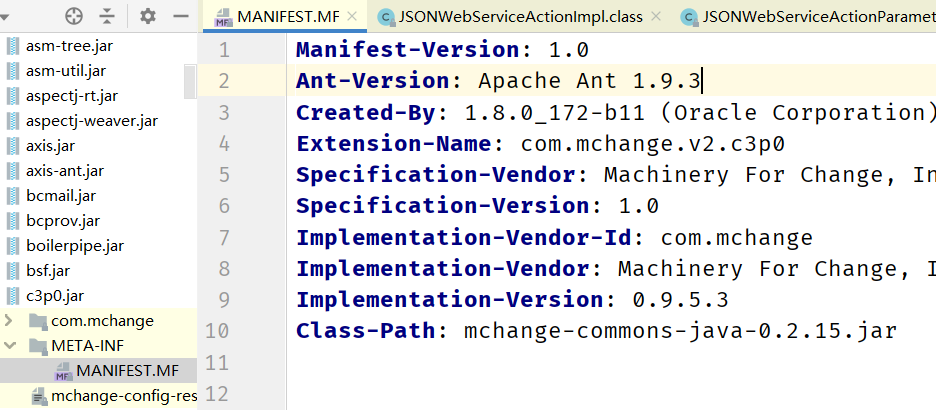 MANIFEST.MF
JSONWebServiceActionImpl.class
JSONWebServiceActionParamet
asm-tree.jar
asm-util.jar
aspectj-rt.jar
aspectj-weaver.jar
axis.jar
axis-ant.jar
bcmail.jar
bcprov.jar
boilerpipe.jar
bsf.jar
c3p0.jar
com.mchange
META-INF
MANIFEST.MF
mchange-config-res
1 Manifest-Version: 1.0
2 Ant-Version: Apache Ant 1.9.3
3 Created-By: 1.8.0_172-b11 (Oracle Corporation)
4 Extension-Name: com.mchange.v2.c3p0
5 Specification-Vendor: Machinery For Change, In
6 Specification-Version: 1.0
7 Implementation-Vendor-Id: com.mchange
8 Implementation-Vendor: Machinery For Change, I
9 Implementation-Version: 0.9.5.3
10 Class-Path: mchange-commons-java-0.2.15.jar
11
12